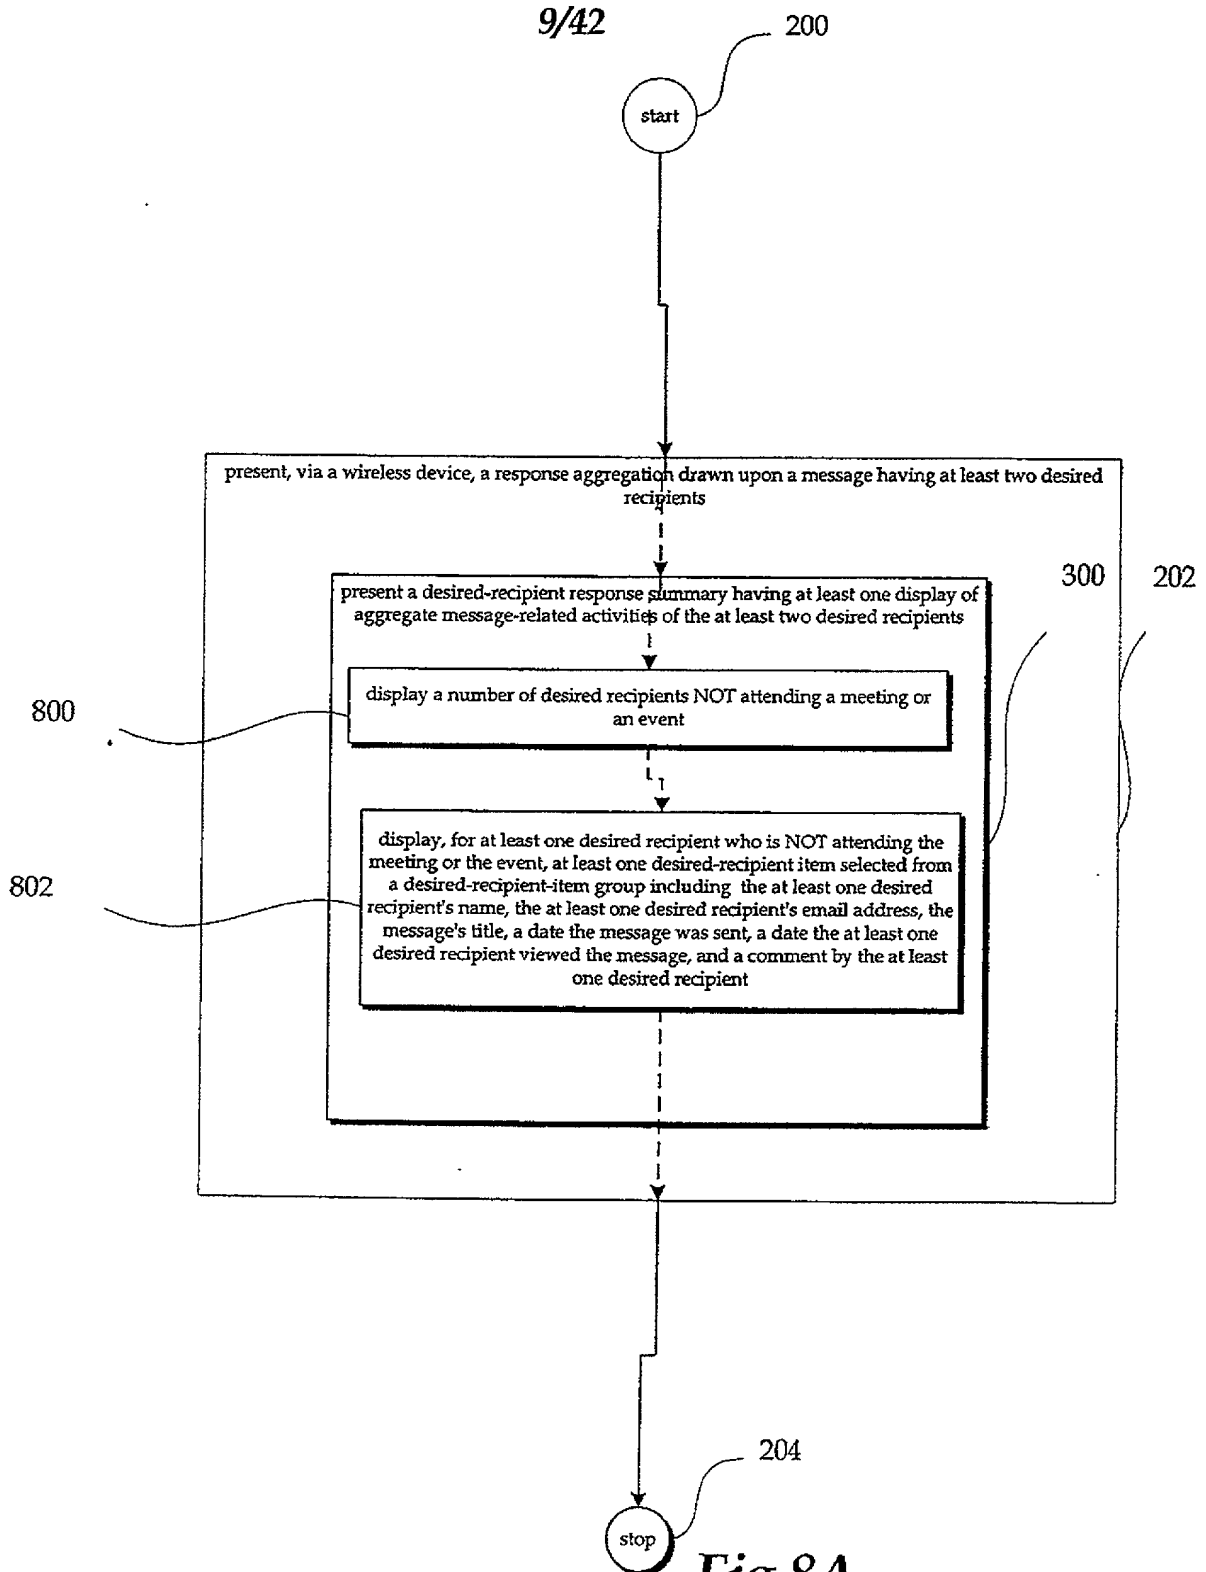 9/42
200
start
present, via a wireless device, a response aggregation drawn upon a message having at least two desired
recipients
300
202
present a desired-recipient response summary having at least one display of
aggregate message-related activities of the at least two desired recipients
800
display a number of desired recipients NOT attending a meeting or
an event
802
display, for at least one desired recipient who is NOT attending the
meeting or the event, at least one desired-recipient item selected from
a desired-recipient-item group including the at least one desired
recipient's name, the at least one desired recipient's email address, the
message's title, a date the message was sent, a date the at least one
desired recipient viewed the message, and a comment by the at least
one desired recipient
204
stop
Fig 8A